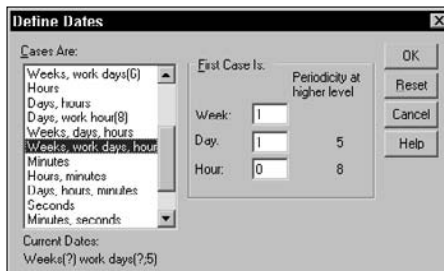 Define Dates
Cases Are:
Weeks, work days(6)
Hours
Days, hours
Days, work hour(8)
Weeks, days, hours
Weeks, work days, hour
Minutes
Hours, minutes
Days, hours, minutes
Seconds
Minutes, seconds
Current Dates:
Weeks(?) work days(?;5)
First Case Is:
Periodicity at
higher level
Week: 1
Day: 1 5
Hour: 0 8
OK
Reset
Cancel
Help